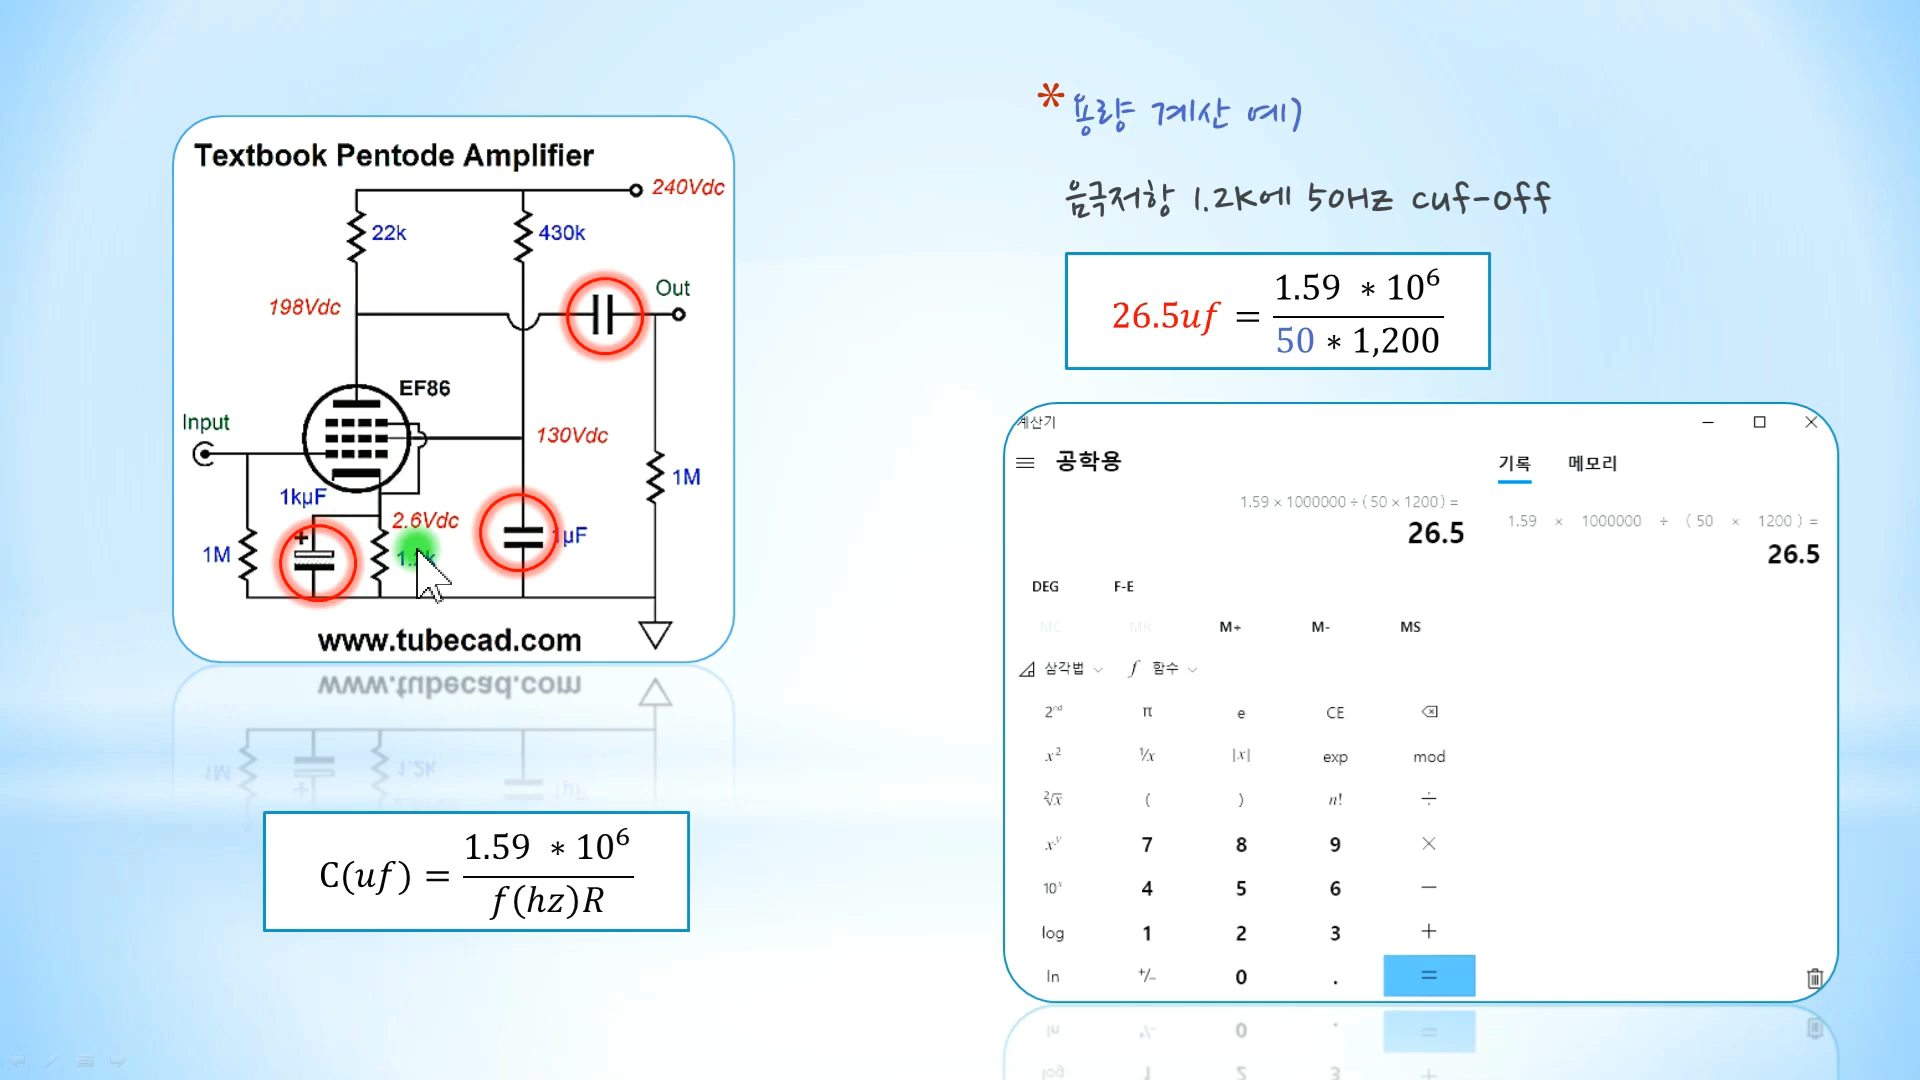 Textbook Pentode Amplifier
240Vdc
22k
430k
198Vdc
Out
EF86
Input
130Vdc
1M
1kµF
2.6Vdc
+
1M
µF
www.tubecad.com
C(uf) = 1.59 * 10⁶ / f(hz)R
* 용량 계산 예)
음극저항 1.2K에 50HZ cuf-off
26.5uf = 1.59 * 10⁶ / 50 * 1,200
계산기
공학용
기록 메모리
1.59 × 1000000 ÷ ( 50 × 1200 ) =
26.5
1.59 × 1000000 ÷ ( 50 × 1200 ) =
26.5
DEG F-E
MC MR M+ M- MS
삼각법 f 함수
2ⁿᵈ π e CE
x² ¹/x |x| exp mod
²√x ( ) n! ÷
xʸ 7 8 9 ×
10ˣ 4 5 6 −
log 1 2 3 +
ln +/− 0 . =